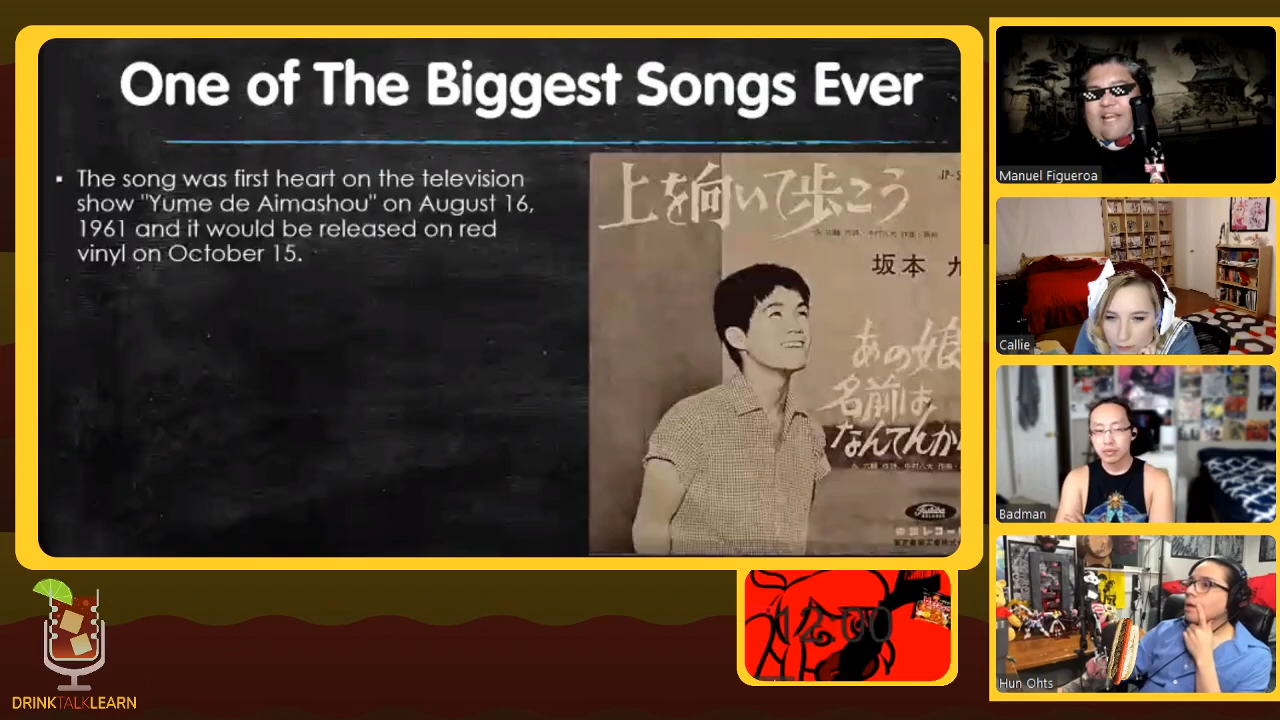 One of The Biggest Songs Ever
▪ The song was first heart on the television
show "Yume de Aimashou" on August 16,
1961 and it would be released on red
vinyl on October 15.
上を向いて歩こう
坂本
あの娘
名前は
なんてんか
Toshiba
Manuel Figueroa
Callie
Badman
Hun Ohts
DRINKTALKLEARN